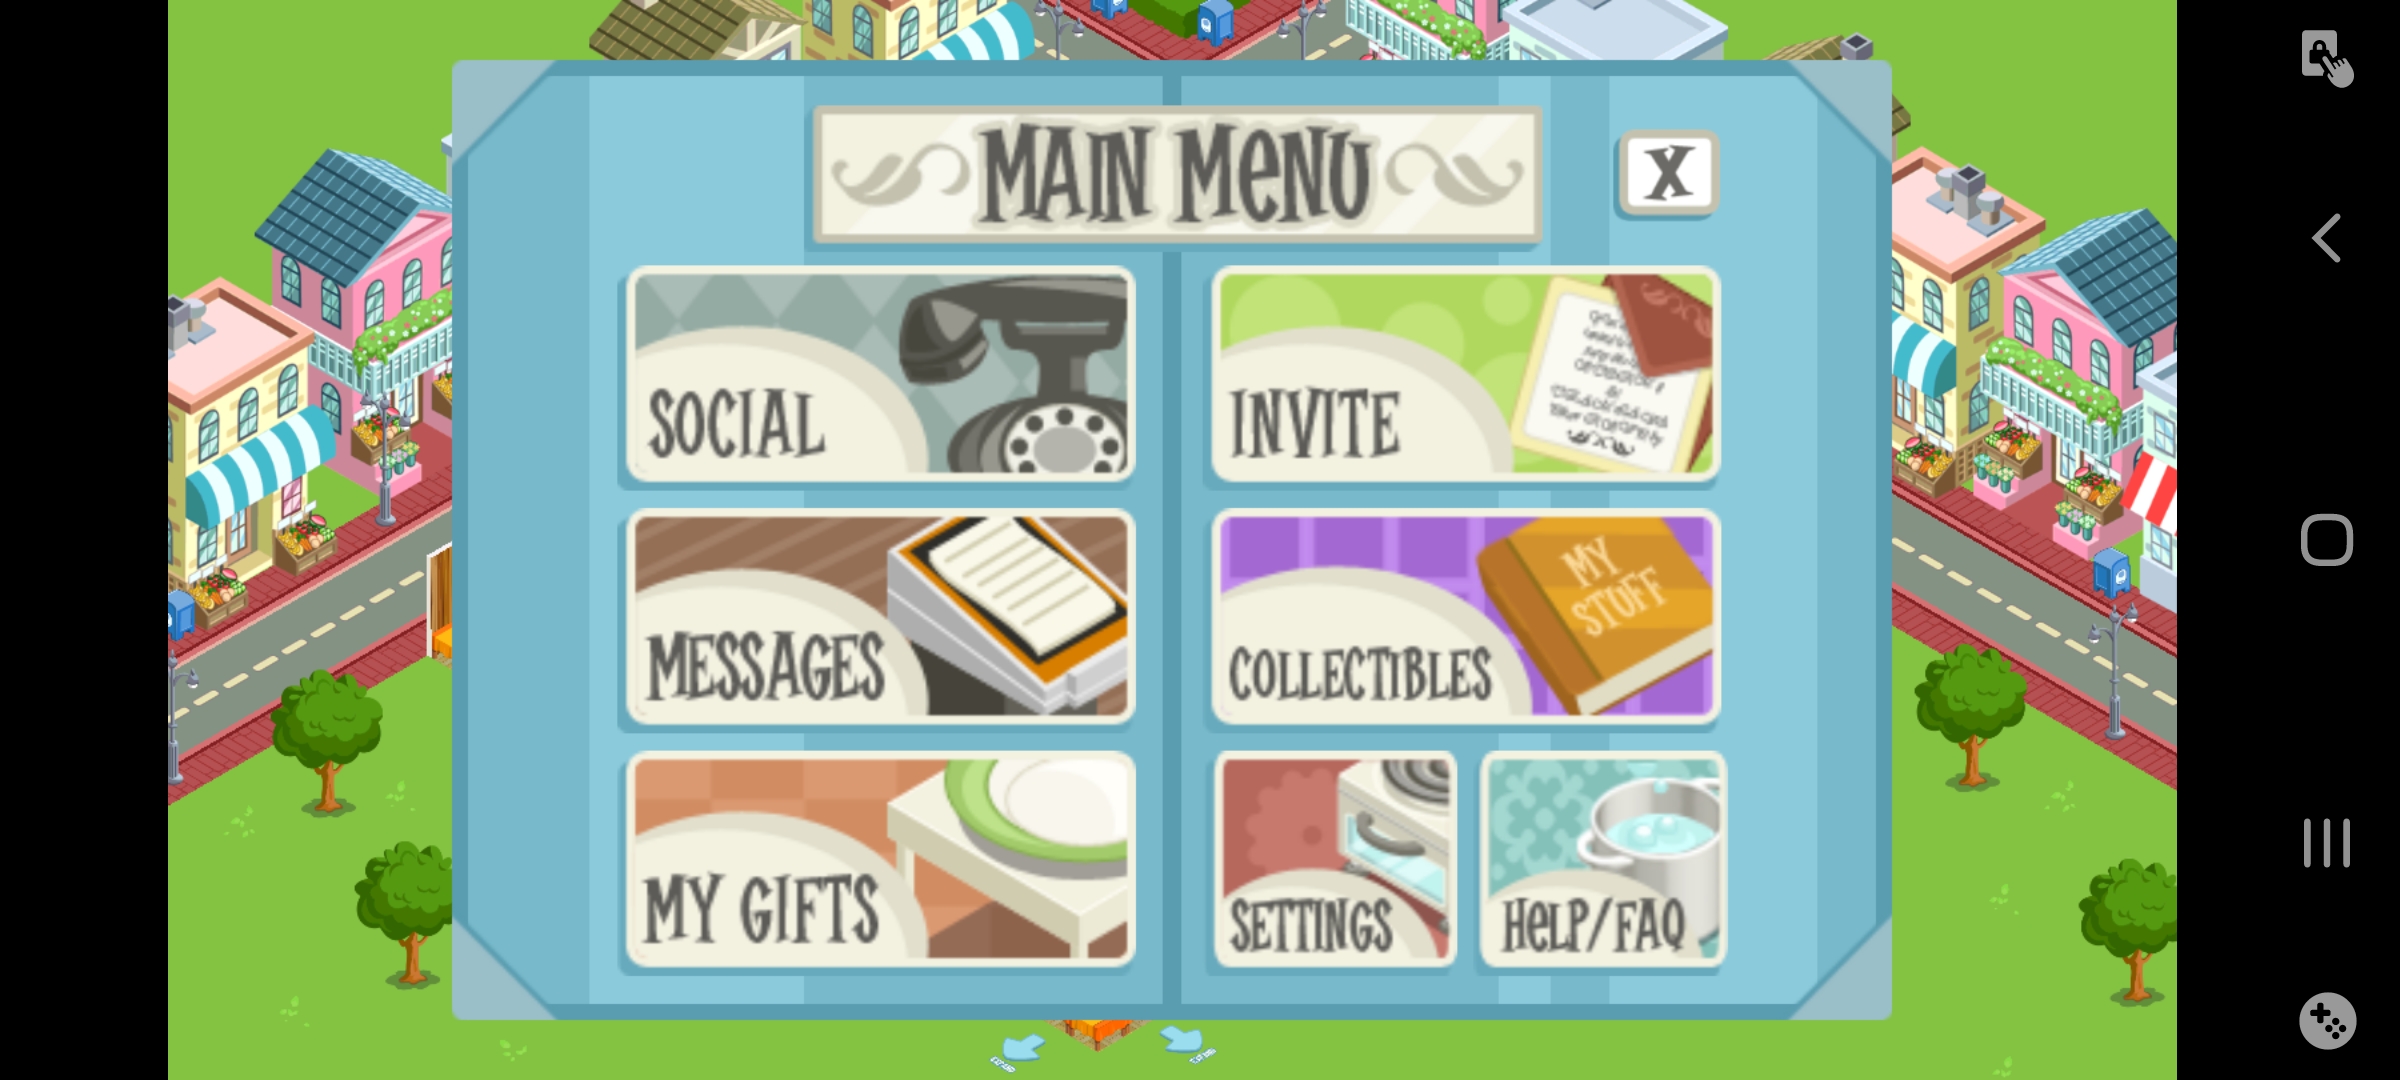 MAIN MENU
X
SOCIAL
INVITE
MESSAGES
MY
STUFF
COLLECTIBLES
MY GIFTS
SETTINGS
HELP/FAQ